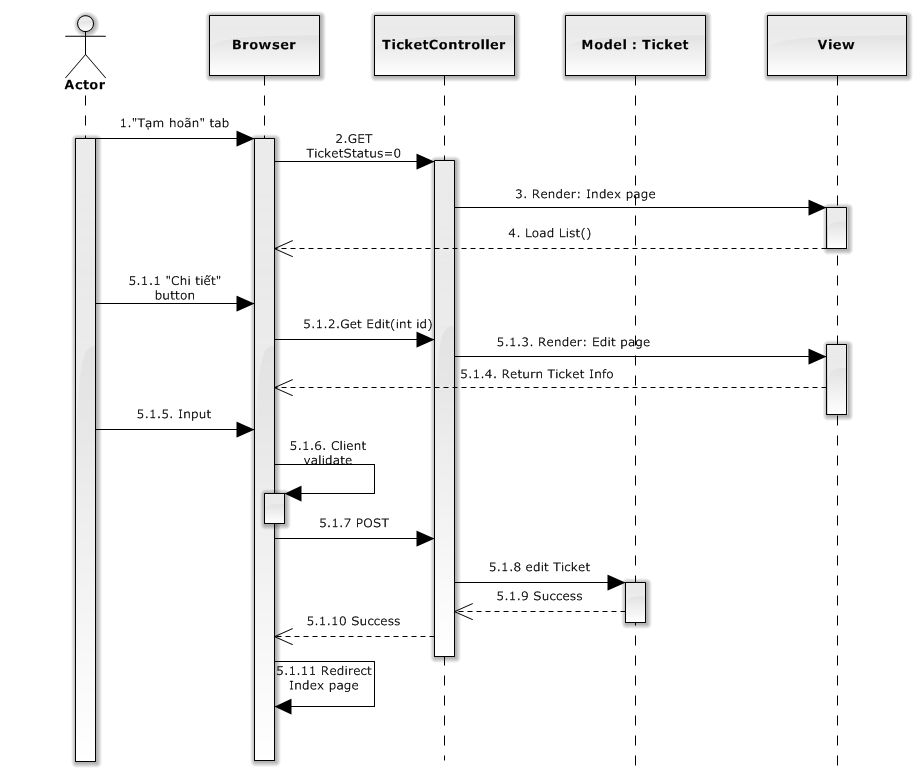 Actor
Browser
TicketController
Model : Ticket
View
1."Tạm hoãn" tab
2.GET
TicketStatus=0
3. Render: Index page
4. Load List()
5.1.1 "Chi tiết"
button
5.1.2.Get Edit(int id)
5.1.3. Render: Edit page
5.1.4. Return Ticket Info
5.1.5. Input
5.1.6. Client
validate
5.1.7 POST
5.1.8 edit Ticket
5.1.9 Success
5.1.10 Success
5.1.11 Redirect
Index page